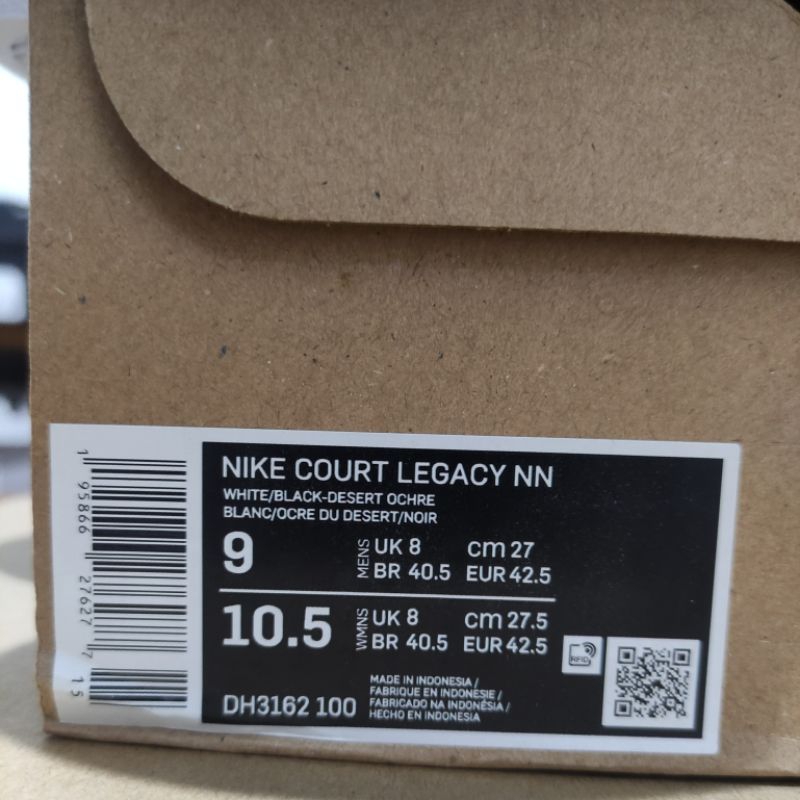 NIKE COURT LEGACY NN
WHITE/BLACK-DESERT OCHRE
BLANC/OCRE DU DESERT/NOIR
9 MENS UK 8 cm 27
BR 40.5 EUR 42.5
10.5 WMNS UK 8 cm 27.5
BR 40.5 EUR 42.5
RFID
DH3162 100
MADE IN INDONESIA /
FABRIQUE EN INDONESIE /
FABRICADO NA INDONÉSIA /
HECHO EN INDONESIA
1 95866 27627 7 15